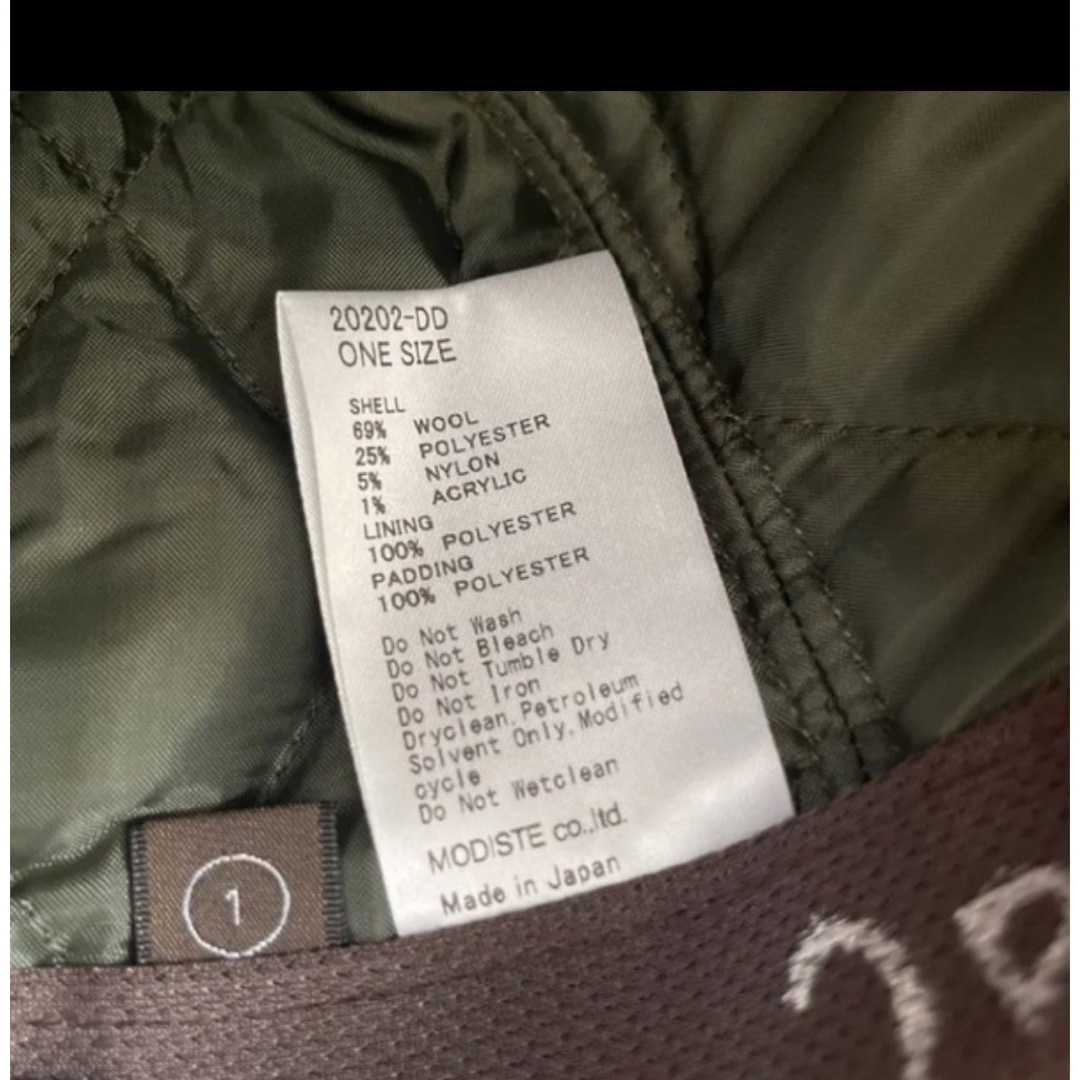 20202-DD
ONE SIZE
SHELL
69% WOOL
25% POLYESTER
5% NYLON
1% ACRYLIC
LINING
100% POLYESTER
PADDING
100% POLYESTER
Do Not Wash
Do Not Bleach
Do Not Tumble Dry
Do Not Iron
Dryclean,Petroleum
Solvent Only,Modified
cycle
Do Not Wetclean
MODISTE co.,ltd.
Made in Japan
1